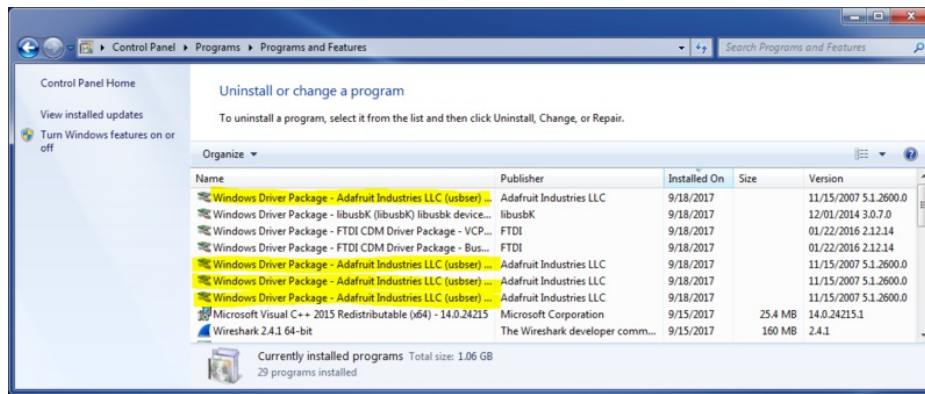 Control Panel ▸ Programs ▸ Programs and Features
Search Programs and Features
Control Panel Home
View installed updates
Turn Windows features on or
off
Uninstall or change a program
To uninstall a program, select it from the list and then click Uninstall, Change, or Repair.
Organize
Name Publisher Installed On Size Version
Windows Driver Package - Adafruit Industries LLC (usbser) ... Adafruit Industries LLC 9/18/2017 11/15/2007 5.1.2600.0
Windows Driver Package - libusbK (libusbK) libusbk device... libusbK 9/18/2017 12/01/2014 3.0.7.0
Windows Driver Package - FTDI CDM Driver Package - VCP... FTDI 9/18/2017 01/22/2016 2.12.14
Windows Driver Package - FTDI CDM Driver Package - Bus... FTDI 9/18/2017 01/22/2016 2.12.14
Windows Driver Package - Adafruit Industries LLC (usbser) ... Adafruit Industries LLC 9/18/2017 11/15/2007 5.1.2600.0
Windows Driver Package - Adafruit Industries LLC (usbser) ... Adafruit Industries LLC 9/18/2017 11/15/2007 5.1.2600.0
Windows Driver Package - Adafruit Industries LLC (usbser) ... Adafruit Industries LLC 9/18/2017 11/15/2007 5.1.2600.0
Microsoft Visual C++ 2015 Redistributable (x64) - 14.0.24215 Microsoft Corporation 9/15/2017 25.4 MB 14.0.24215.1
Wireshark 2.4.1 64-bit The Wireshark developer comm... 9/15/2017 160 MB 2.4.1
Currently installed programs Total size: 1.06 GB
29 programs installed